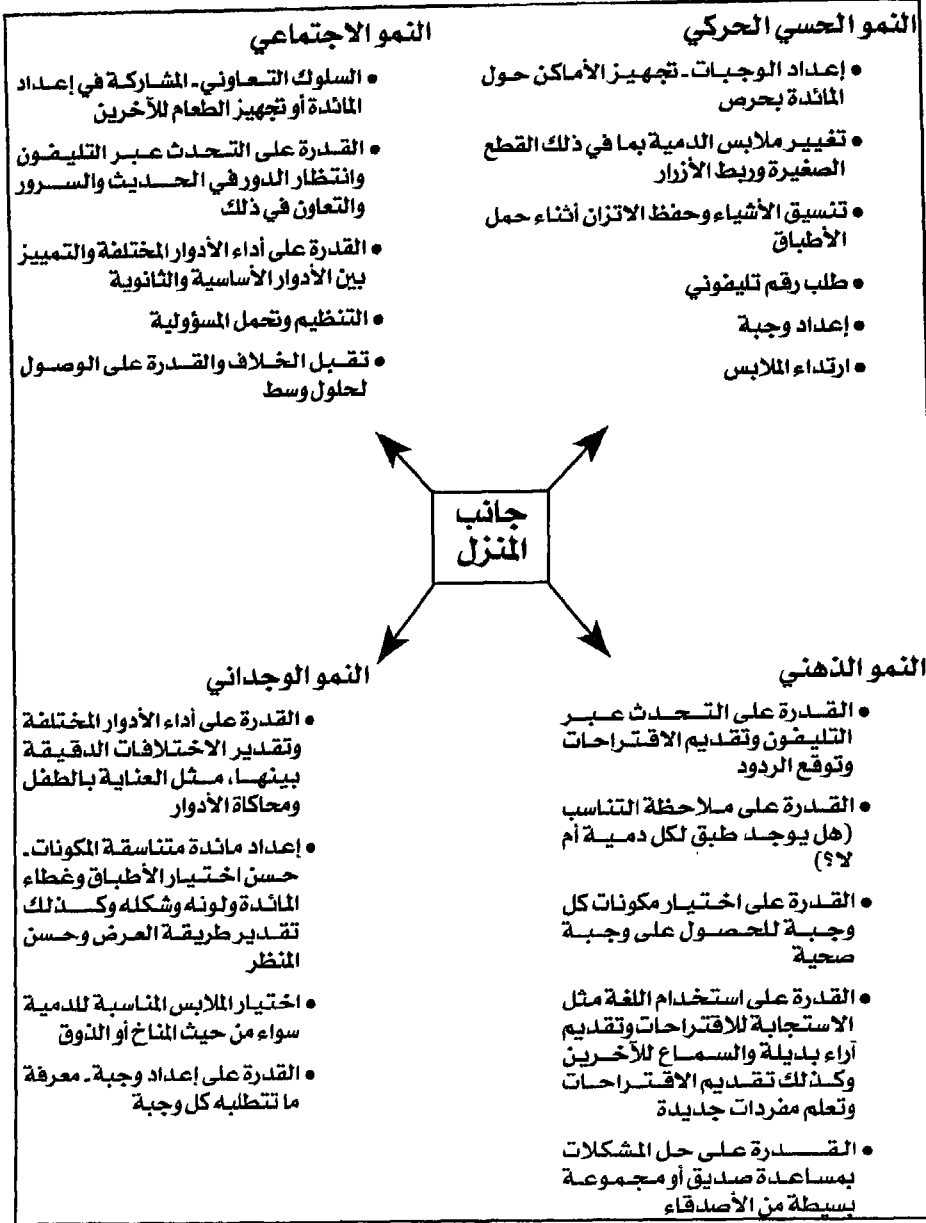 النمو الحسي الحركي
• إعداد الوجبات ـ تجهيز الأماكن حول
المائدة بحرص
• تغيير ملابس الدمية بما في ذلك القطع
الصغيرة وربط الأزرار
• تنسيق الأشياء وحفظ الاتزان أثناء حمل
الأطباق
• طلب رقم تليفوني
• إعداد وجبة
• ارتداء الملابس
النمو الاجتماعي
• السلوك التعاوني ـ المشاركة في إعداد
المائدة أو تجهيز الطعام للآخرين
• القدرة على التحدث عبر التليفون
وانتظار الدور في الحديث والسرور
والتعاون في ذلك
• القدرة على أداء الأدوار المختلفة والتمييز
بين الأدوار الأساسية والثانوية
• التنظيم وتحمل المسؤولية
• تقبل الخلاف والقدرة على الوصول
لحلول وسط
جانب
المنزل
النمو الذهني
• القدرة على التحدث عبر
التليفون وتقديم الاقتراحات
وتوقع الردود
• القدرة على ملاحظة التناسب
(هل يوجد طبق لكل دمية أم
لا؟)
• القدرة على اختيار مكونات كل
وجبة للحصول على وجبة
صحية
• القدرة على استخدام اللغة مثل
الاستجابة للاقتراحات وتقديم
آراء بديلة والسماع للآخرين
وكذلك تقديم الاقتراحات
وتعلم مفردات جديدة
• القدرة على حل المشكلات
بمساعدة صديق أو مجموعة
بسيطة من الأصدقاء
النمو الوجداني
• القدرة على أداء الأدوار المختلفة
وتقدير الاختلافات الدقيقة
بينها، مثل العناية بالطفل
ومحاكاة الأدوار
• إعداد مائدة متناسقة المكونات ـ
حسن اختيار الأطباق وغطاء
المائدة ولونه وشكله وكذلك
تقدير طريقة العرض وحسن
المنظر
• اختيار الملابس المناسبة للدمية
سواء من حيث المناخ أو الذوق
• القدرة على إعداد وجبة ـ معرفة
ما تتطلبه كل وجبة